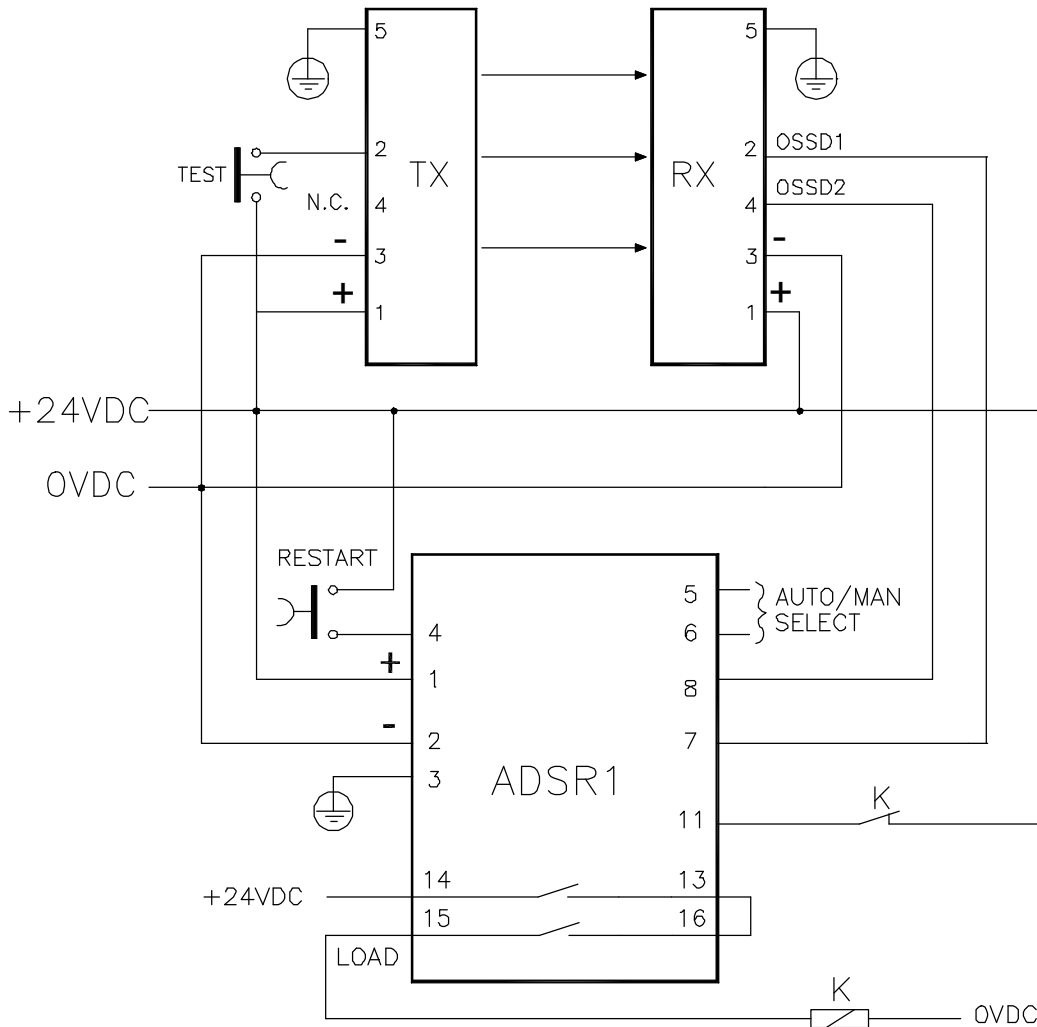 5
5
TX
RX
TEST
2
2
OSSD1
N.C.
4
4
OSSD2
-
3
3
-
+
1
1
+
+24VDC
0VDC
RESTART
4
+
1
-
2
3
ADSR1
5
6
AUTO/MAN
SELECT
8
7
11
K
+24VDC
14
13
15
16
LOAD
K
0VDC